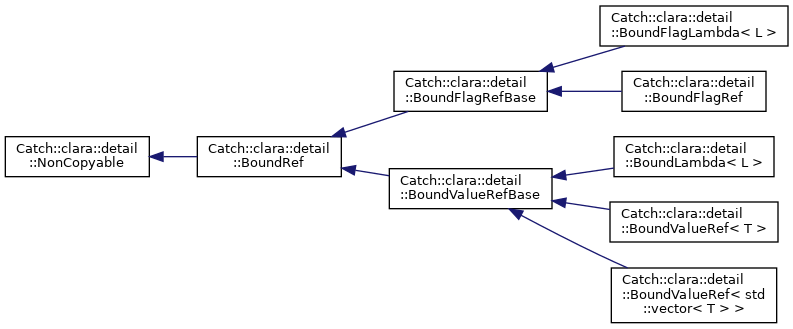 Catch::clara::detail
::BoundFlagLambda< L >
Catch::clara::detail
::BoundFlagRefBase
Catch::clara::detail
::BoundFlagRef
Catch::clara::detail
::NonCopyable
Catch::clara::detail
::BoundRef
Catch::clara::detail
::BoundLambda< L >
Catch::clara::detail
::BoundValueRefBase
Catch::clara::detail
::BoundValueRef< T >
Catch::clara::detail
::BoundValueRef< std
::vector< T > >